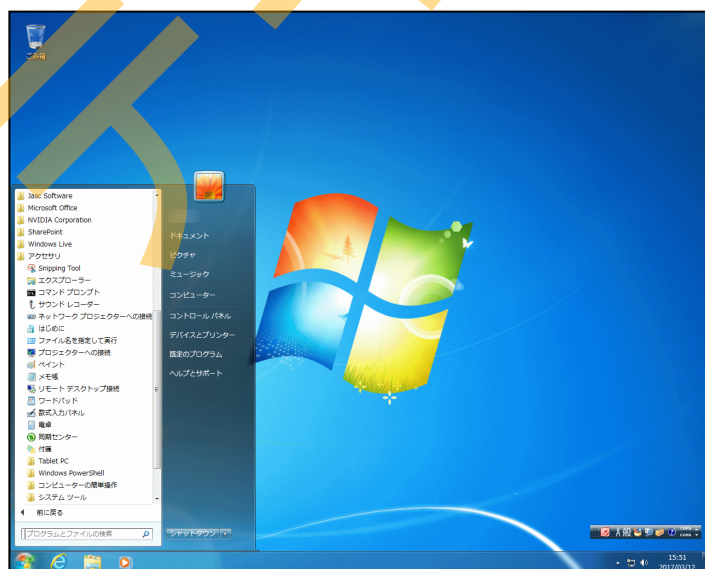 ごみ箱
Jasc Software
Microsoft Office
NVIDIA Corporation
SharePoint
Windows Live
アクセサリ
Snipping Tool
エクスプローラー
コマンド プロンプト
サウンド レコーダー
ネットワーク プロジェクターへの接続
はじめに
ファイル名を指定して実行
プロジェクターへの接続
ペイント
メモ帳
リモート デスクトップ接続
ワードパッド
数式入力パネル
電卓
同期センター
付箋
Tablet PC
Windows PowerShell
コンピューターの簡単操作
システム ツール
前に戻る
プログラムとファイルの検索
ドキュメント
ピクチャ
ミュージック
コンピューター
コントロール パネル
デバイスとプリンター
既定のプログラム
ヘルプとサポート
シャットダウン
A 般
CAPS
KANA
15:51
2017/03/12